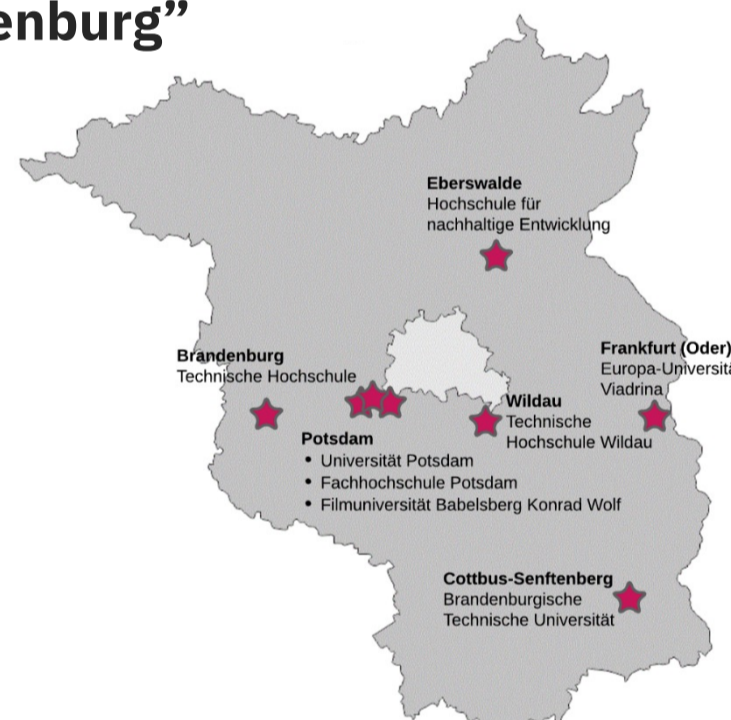 enburg”
Eberswalde
Hochschule für
nachhaltige Entwicklung
Brandenburg
Technische Hochschule
Frankfurt (Oder)
Europa-Universitä
Viadrina
Wildau
Technische
Hochschule Wildau
Potsdam
• Universität Potsdam
• Fachhochschule Potsdam
• Filmuniversität Babelsberg Konrad Wolf
Cottbus-Senftenberg
Brandenburgische
Technische Universität